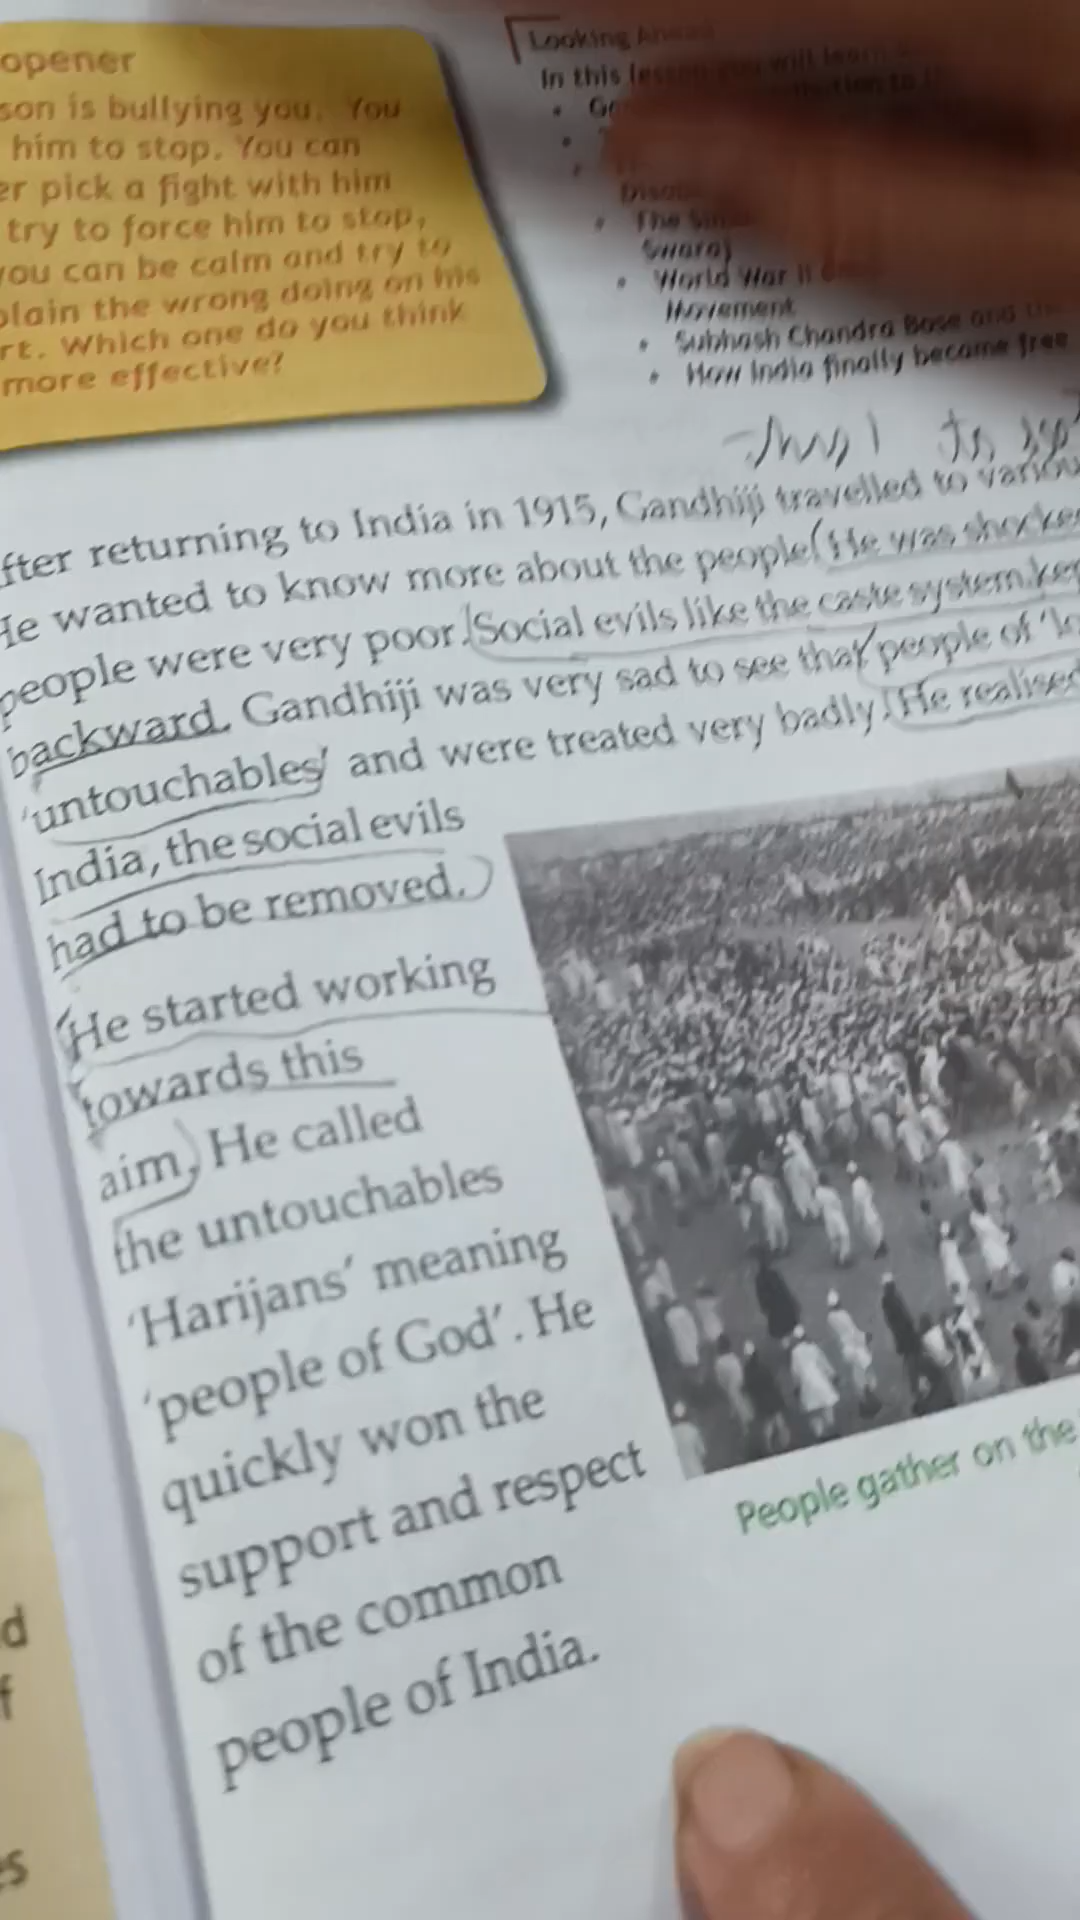 opener
son is bullying you. You
him to stop. You can
er pick a fight with him
try to force him to stop,
you can be calm and try to
plain the wrong doing on his
rt. Which one do you think
more effective?
Looking
In this lesson you will learn
The
Swaraj
World War II
Movement
Subhash Chandra Bose and the
How India finally became free
fter returning to India in 1915, Gandhiji travelled to variou
He wanted to know more about the people. He was shocke
people were very poor. Social evils like the caste system kep
backward. Gandhiji was very sad to see that people of 'lo
'untouchables' and were treated very badly. He realised
India, the social evils
had to be removed.
He started working
towards this
aim. He called
the untouchables
'Harijans' meaning
'people of God'. He
quickly won the
support and respect
of the common
people of India.
People gather on the
d
f
es